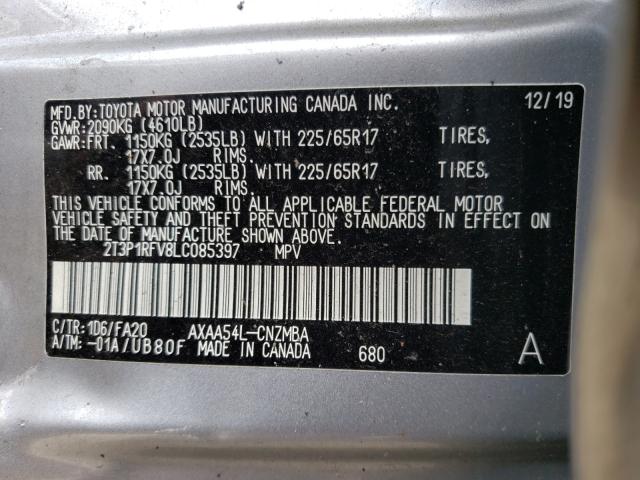 MFD.BY:TOYOTA MOTOR MANUFACTURING CANADA INC. 12/19
GVWR:2090KG (4610LB)
GAWR:FRT. 1150KG (2535LB) WITH 225/65R17 TIRES,
17X7.0J RIMS.
RR. 1150KG (2535LB) WITH 225/65R17 TIRES,
17X7.0J RIMS.
THIS VEHICLE CONFORMS TO ALL APPLICABLE FEDERAL MOTOR
VEHICLE SAFETY AND THEFT PREVENTION STANDARDS IN EFFECT ON
THE DATE OF MANUFACTURE SHOWN ABOVE.
2T3P1RFV8LC085397 MPV
C/TR:1D6/FA20 AXAA54L-CNZMBA
A/TM:-01A/UB80F MADE IN CANADA 680 A